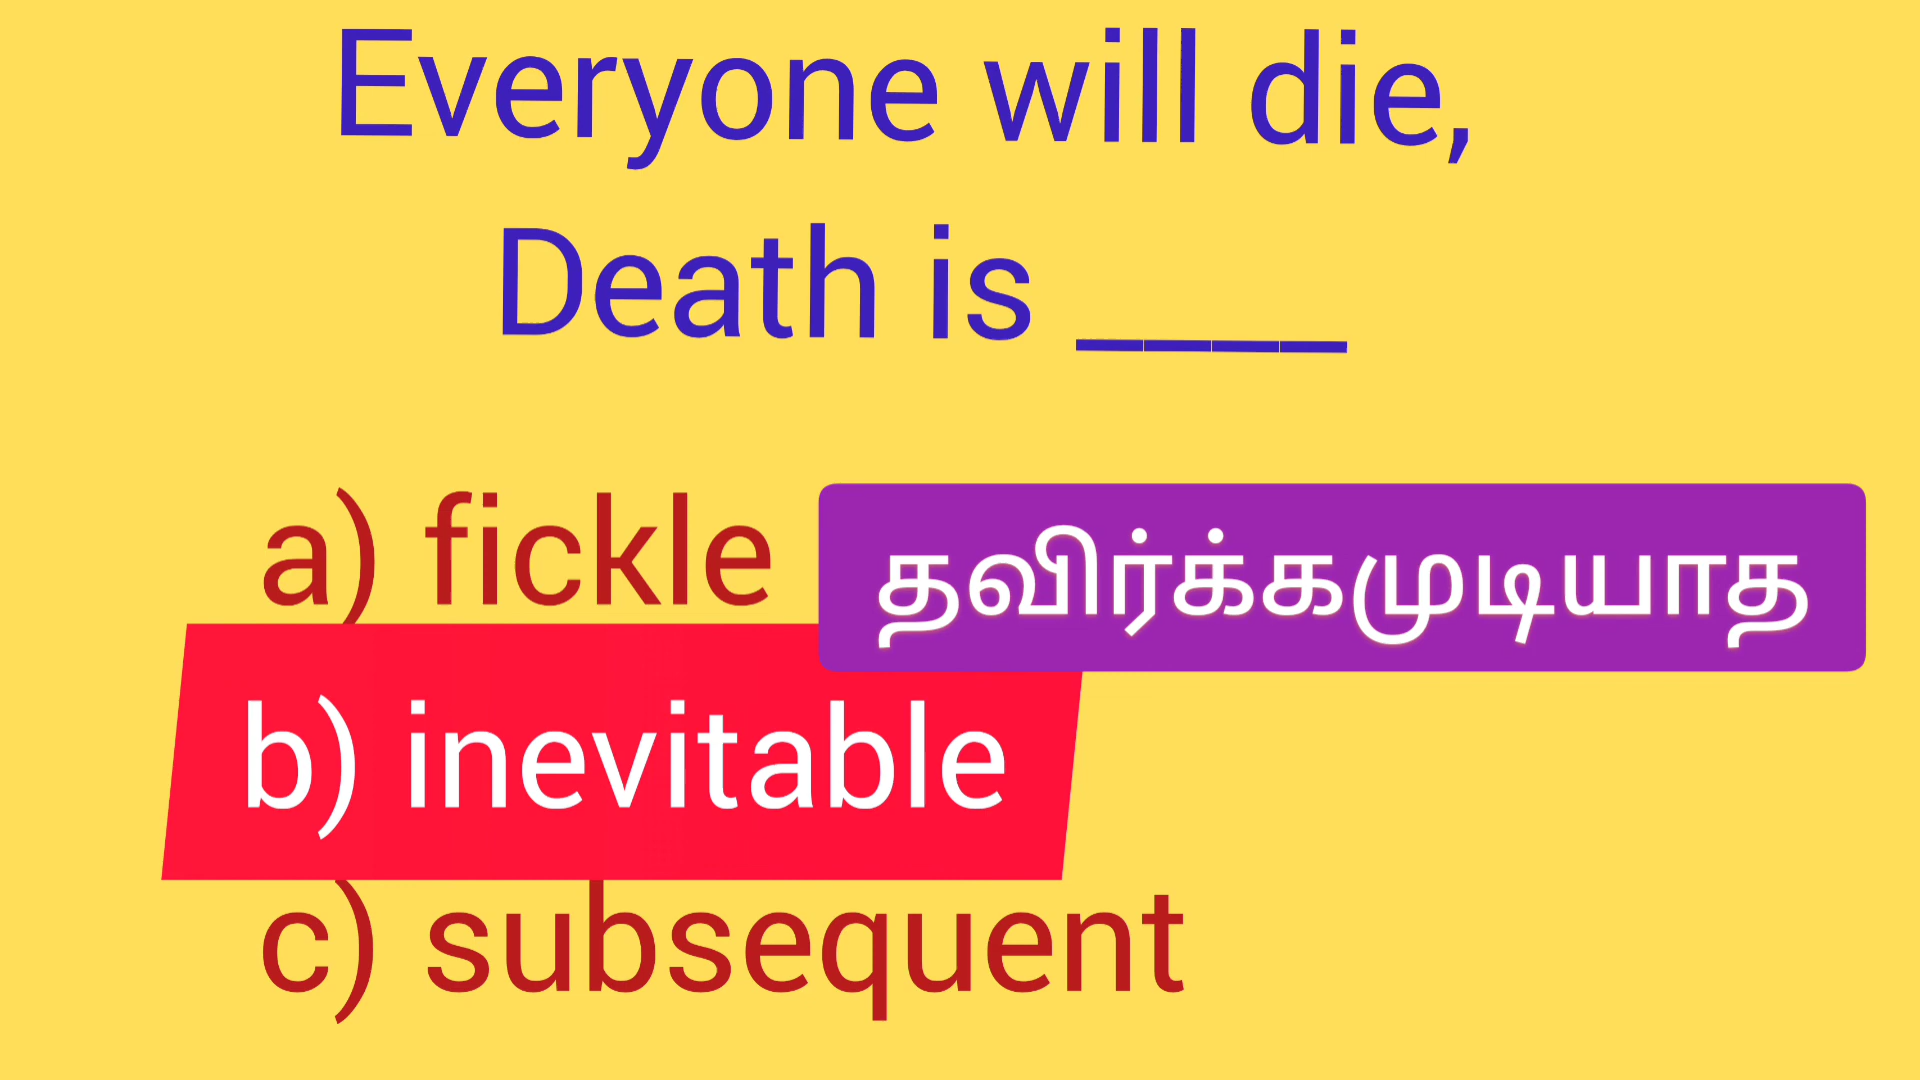 Everyone will die,
Death is ____
a) fickle
தவிர்க்கமுடியாத
b) inevitable
c) subsequent